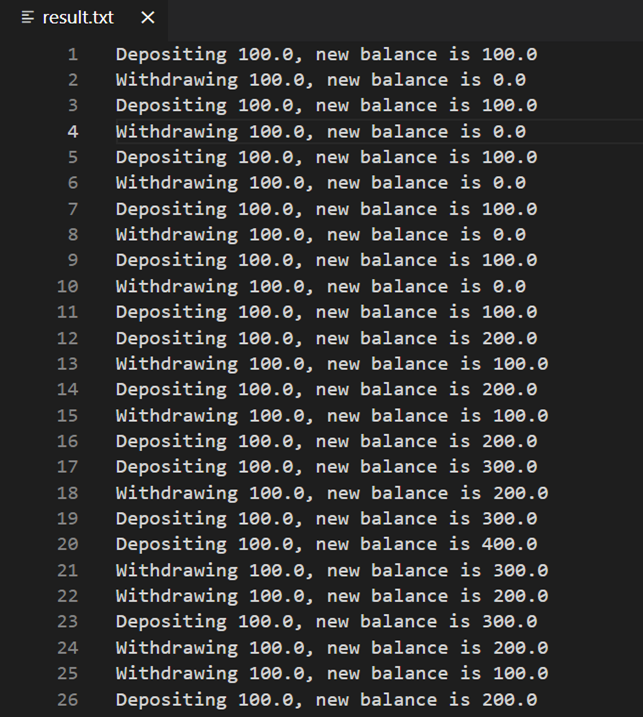 result.txt
1 Depositing 100.0, new balance is 100.0
2 Withdrawing 100.0, new balance is 0.0
3 Depositing 100.0, new balance is 100.0
4 Withdrawing 100.0, new balance is 0.0
5 Depositing 100.0, new balance is 100.0
6 Withdrawing 100.0, new balance is 0.0
7 Depositing 100.0, new balance is 100.0
8 Withdrawing 100.0, new balance is 0.0
9 Depositing 100.0, new balance is 100.0
10 Withdrawing 100.0, new balance is 0.0
11 Depositing 100.0, new balance is 100.0
12 Depositing 100.0, new balance is 200.0
13 Withdrawing 100.0, new balance is 100.0
14 Depositing 100.0, new balance is 200.0
15 Withdrawing 100.0, new balance is 100.0
16 Depositing 100.0, new balance is 200.0
17 Depositing 100.0, new balance is 300.0
18 Withdrawing 100.0, new balance is 200.0
19 Depositing 100.0, new balance is 300.0
20 Depositing 100.0, new balance is 400.0
21 Withdrawing 100.0, new balance is 300.0
22 Withdrawing 100.0, new balance is 200.0
23 Depositing 100.0, new balance is 300.0
24 Withdrawing 100.0, new balance is 200.0
25 Withdrawing 100.0, new balance is 100.0
26 Depositing 100.0, new balance is 200.0